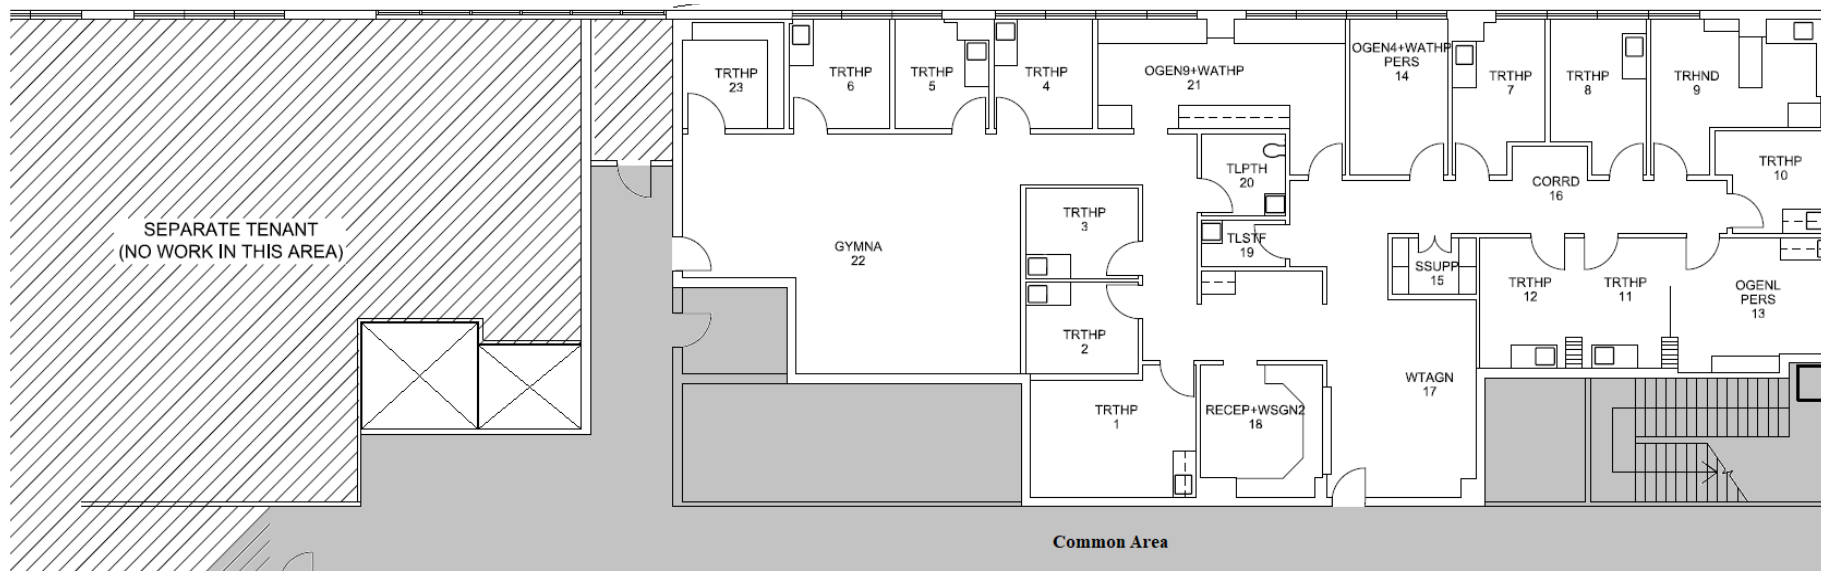 TRTHP
23
TRTHP
6
TRTHP
5
TRTHP
4
OGEN9+WATHP
21
OGEN4+WATHP
PERS
14
TRTHP
7
TRTHP
8
TRHND
9
TRTHP
10
TLPTH
20
CORRD
16
TRTHP
3
SEPARATE TENANT
(NO WORK IN THIS AREA)
GYMNA
22
TLSTF
19
SSUPP
15
TRTHP
12
TRTHP
11
OGENL
PERS
13
TRTHP
2
WTAGN
17
TRTHP
1
RECEP+WSGN2
18
Common Area